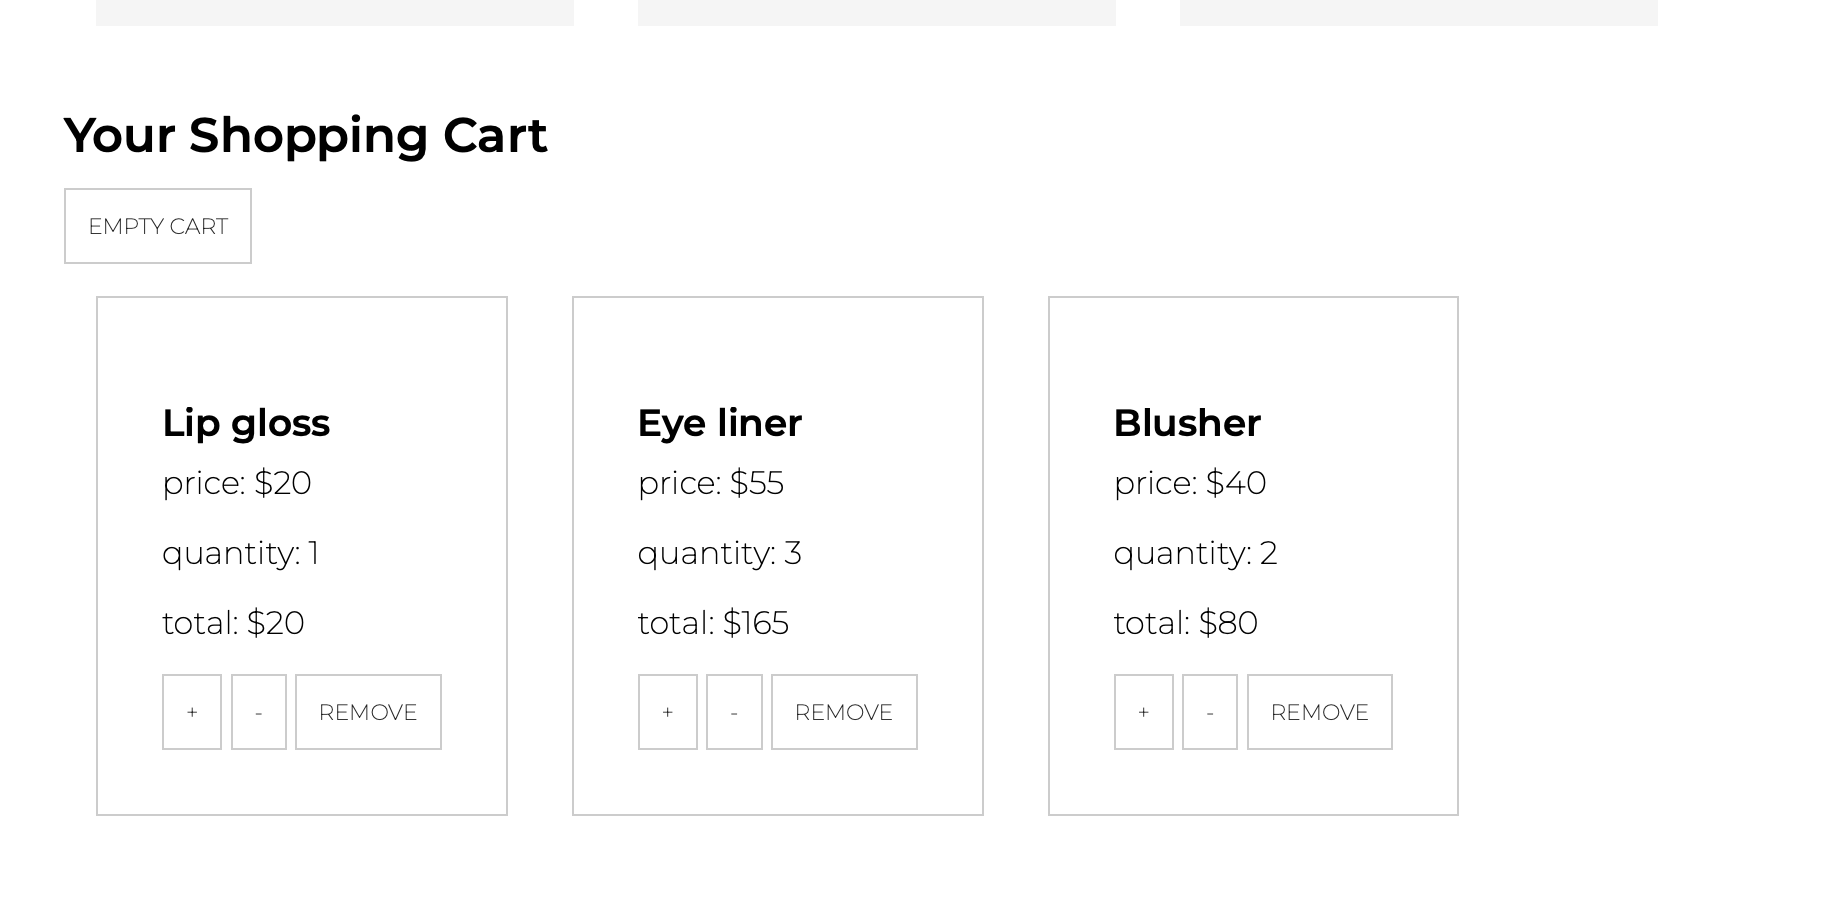 Your Shopping Cart
EMPTY CART
Lip gloss
price: $20
quantity: 1
total: $20
+ - REMOVE
Eye liner
price: $55
quantity: 3
total: $165
+ - REMOVE
Blusher
price: $40
quantity: 2
total: $80
+ - REMOVE